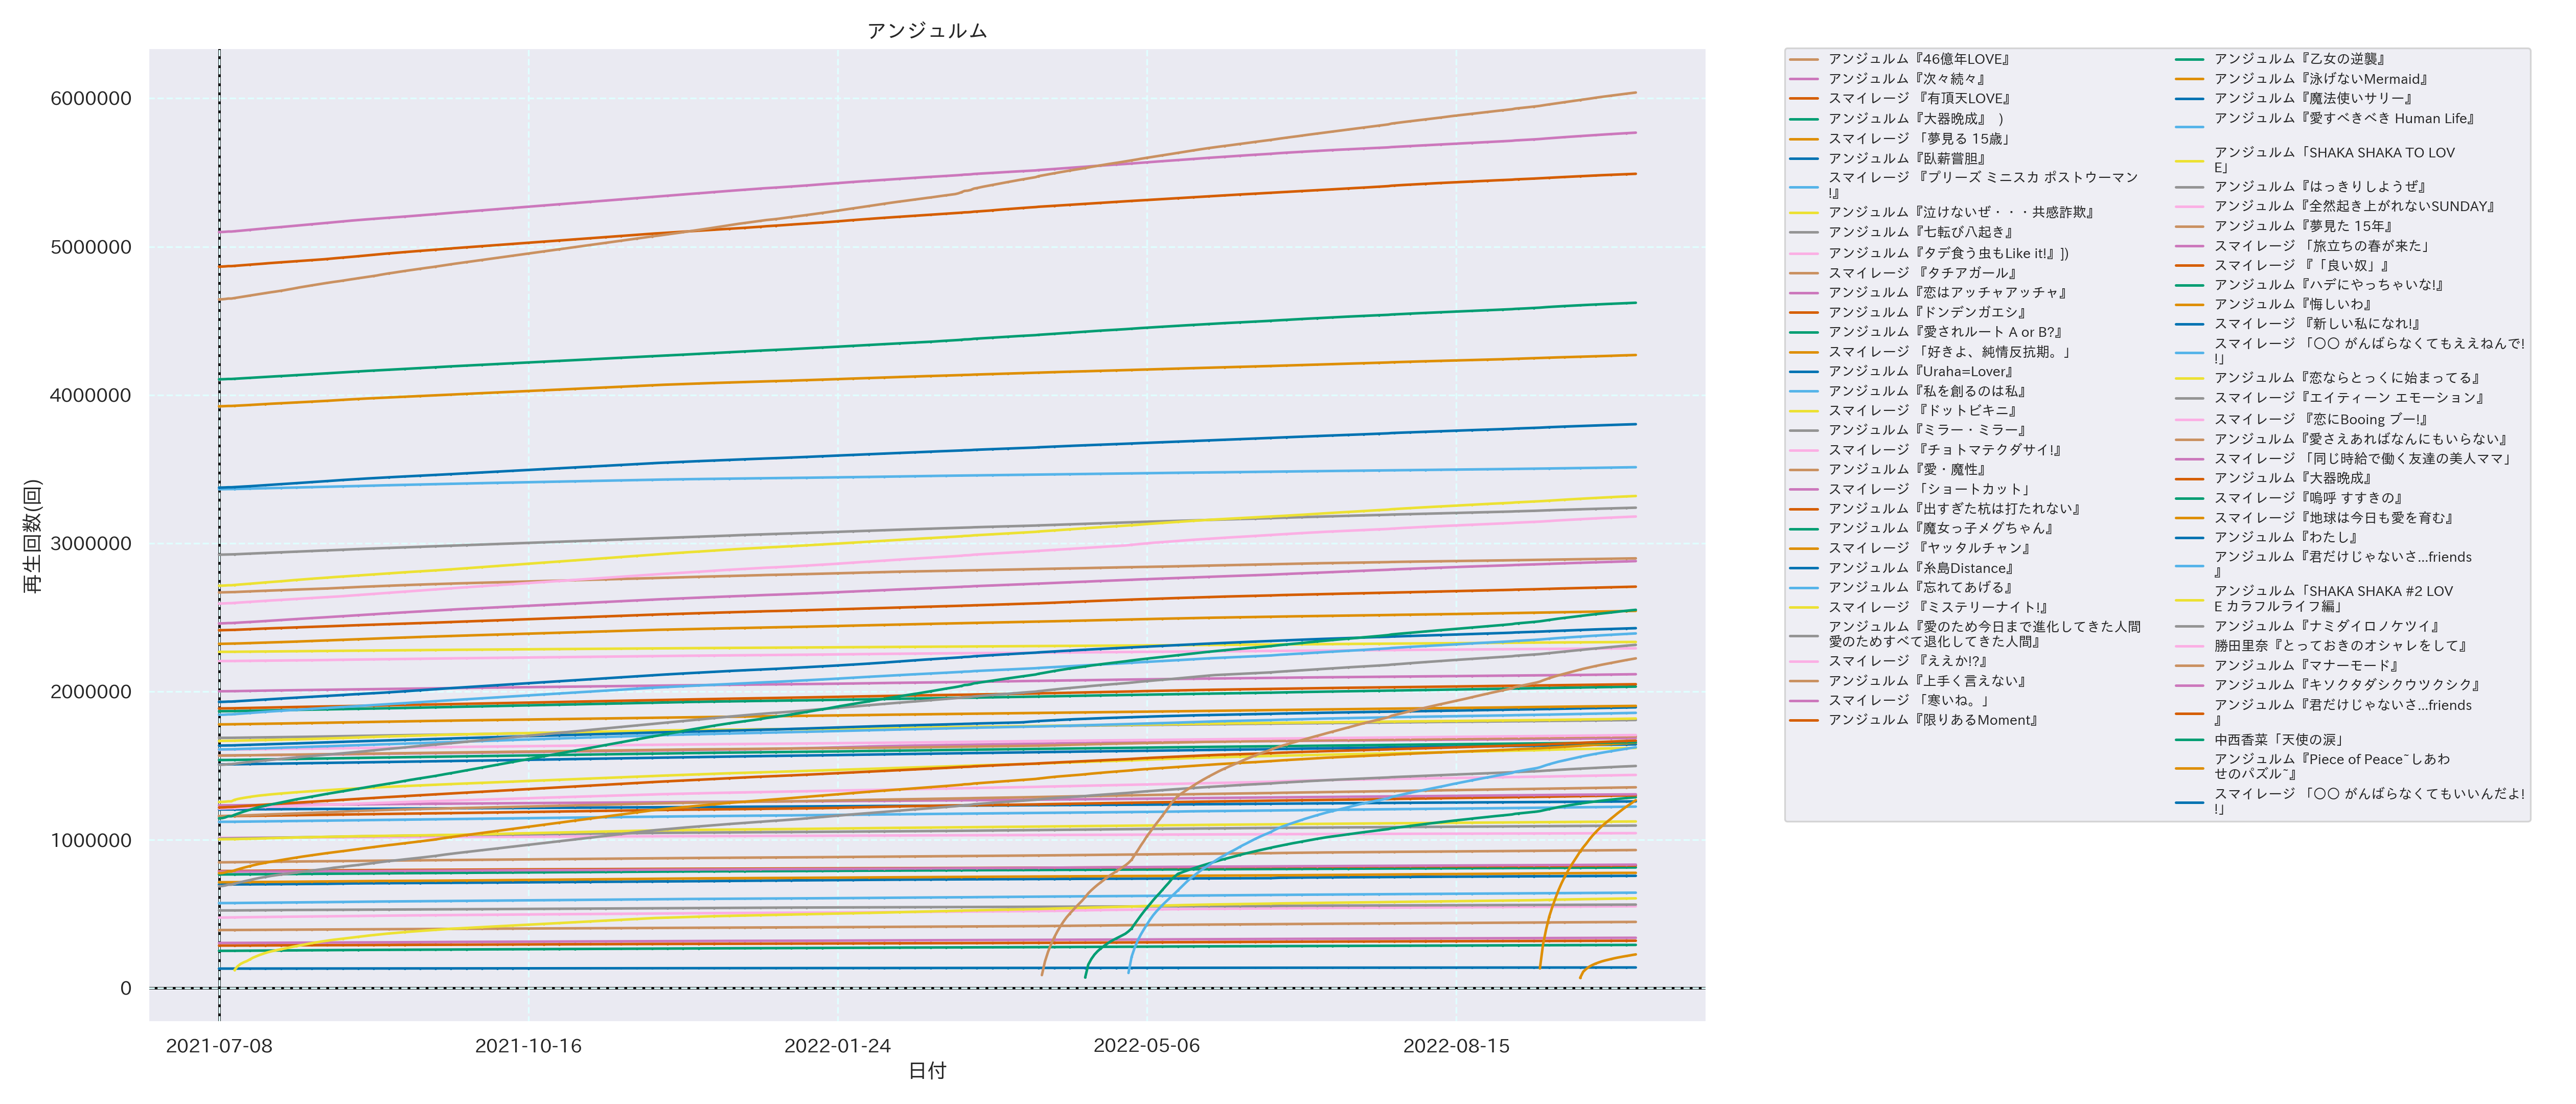 アンジュルム
再生回数(回)
6000000
5000000
4000000
3000000
2000000
1000000
0
2021-07-08
2021-10-16
2022-01-24
2022-05-06
2022-08-15
日付
アンジュルム『46億年LOVE』
アンジュルム『次々続々』
スマイレージ 『有頂天LOVE』
アンジュルム『大器晩成』 )
スマイレージ 「夢見る 15歳」
アンジュルム『臥薪嘗胆』
スマイレージ 『プリーズ ミニスカ ポストウーマン
!』
アンジュルム『泣けないぜ・・・共感詐欺』
アンジュルム『七転び八起き』
アンジュルム『タデ食う虫もLike it!』])
スマイレージ 『タチアガール』
アンジュルム『恋はアッチャアッチャ』
アンジュルム『ドンデンガエシ』
アンジュルム『愛されルート A or B?』
スマイレージ 「好きよ、純情反抗期。」
アンジュルム『Uraha=Lover』
アンジュルム『私を創るのは私』
スマイレージ 『ドットビキニ』
アンジュルム『ミラー・ミラー』
スマイレージ 『チョトマテクダサイ!』
アンジュルム『愛・魔性』
スマイレージ 「ショートカット」
アンジュルム『出すぎた杭は打たれない』
アンジュルム『魔女っ子メグちゃん』
スマイレージ 『ヤッタルチャン』
アンジュルム『糸島Distance』
アンジュルム『忘れてあげる』
スマイレージ 『ミステリーナイト!』
アンジュルム『愛のため今日まで進化してきた人間
愛のためすべて退化してきた人間』
スマイレージ 『ええか!?』
アンジュルム『上手く言えない』
スマイレージ 「寒いね。」
アンジュルム『限りあるMoment』
アンジュルム『乙女の逆襲』
アンジュルム『泳げないMermaid』
アンジュルム『魔法使いサリー』
アンジュルム『愛すべきべき Human Life』
アンジュルム「SHAKA SHAKA TO LOV
E」
アンジュルム『はっきりしようぜ』
アンジュルム『全然起き上がれないSUNDAY』
アンジュルム『夢見た 15年』
スマイレージ 「旅立ちの春が来た」
スマイレージ 『「良い奴」』
アンジュルム『ハデにやっちゃいな!』
アンジュルム『悔しいわ』
スマイレージ 『新しい私になれ!』
スマイレージ 「〇〇 がんばらなくてもええねんで!
!」
アンジュルム『恋ならとっくに始まってる』
スマイレージ 『エイティーン エモーション』
スマイレージ 『恋にBooing ブー!』
アンジュルム『愛さえあればなんにもいらない』
スマイレージ 「同じ時給で働く友達の美人ママ」
アンジュルム『大器晩成』
スマイレージ『嗚呼 すすきの』
スマイレージ『地球は今日も愛を育む』
アンジュルム『わたし』
アンジュルム『君だけじゃないさ...friends
』
アンジュルム「SHAKA SHAKA #2 LOV
E カラフルライフ編」
アンジュルム『ナミダイロノケツイ』
勝田里奈『とっておきのオシャレをして』
アンジュルム『マナーモード』
アンジュルム『キソクタダシクウツクシク』
アンジュルム『君だけじゃないさ...friends
』
中西香菜「天使の涙」
アンジュルム『Piece of Peace~しあわ
せのパズル~』
スマイレージ 「〇〇 がんばらなくてもいいんだよ!
!」